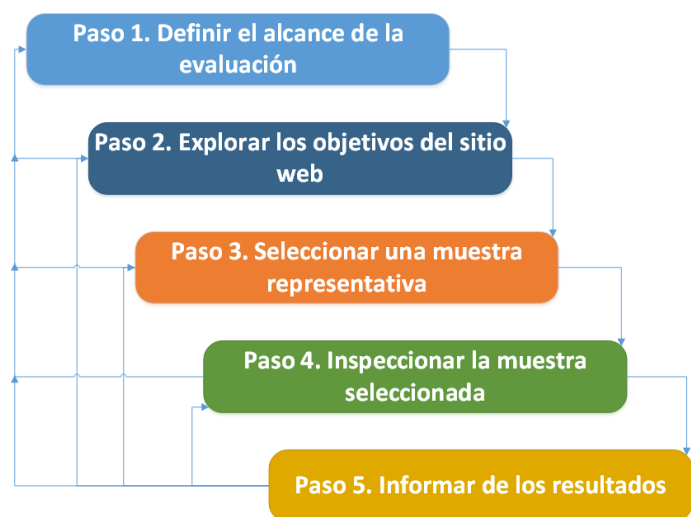 Paso 1. Definir el alcance de la
evaluación
Paso 2. Explorar los objetivos del sitio
web
Paso 3. Seleccionar una muestra
representativa
Paso 4. Inspeccionar la muestra
seleccionada
Paso 5. Informar de los resultados